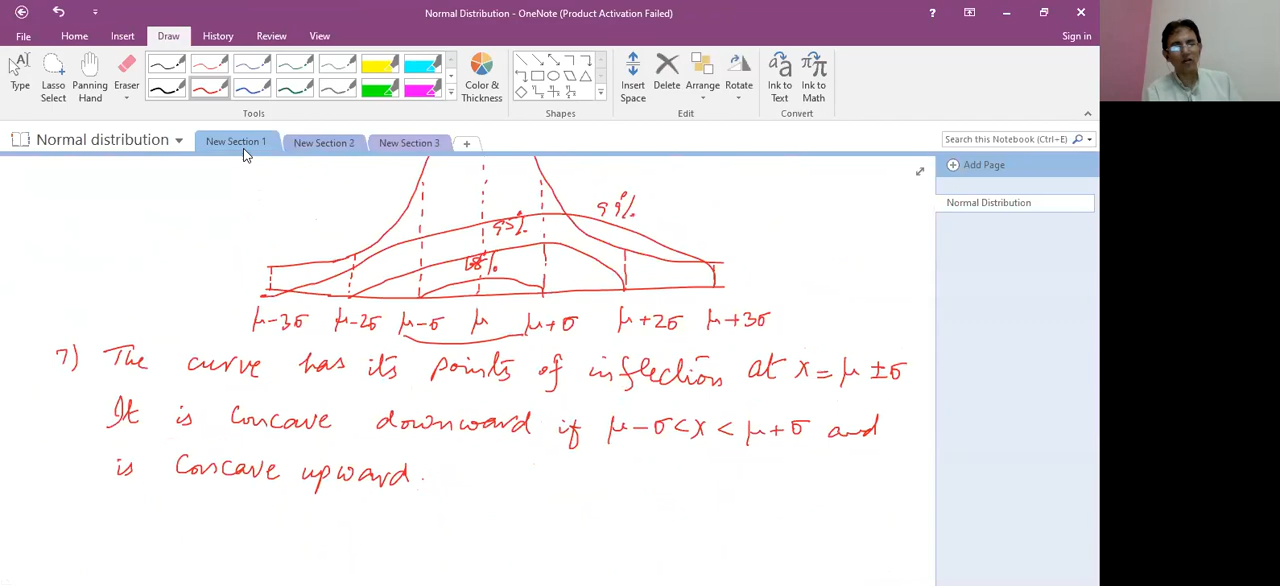 Normal Distribution - OneNote (Product Activation Failed)
?
File Home Insert Draw History Review View
Sign in
Type
Lasso Select
Panning Hand
Eraser
Color & Thickness
Insert Space
Delete
Arrange
Rotate
Ink to Text
Ink to Math
Tools
Shapes
Edit
Convert
Normal distribution
New Section 1
New Section 2
New Section 3
Search this Notebook (Ctrl+E)
Add Page
Normal Distribution
99%
95%
68%
μ-3σ μ-2σ μ-σ μ μ+σ μ+2σ μ+3σ
7) The curve has its points of inflection at x = μ ± σ
It is concave downward if μ-σ < x < μ+σ and
is concave upward.